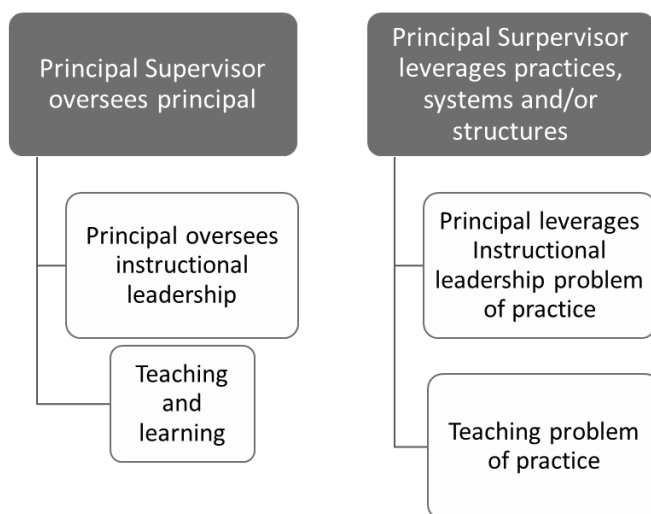 Principal Supervisor
oversees principal
Principal oversees
instructional
leadership
Teaching
and
learning
Principal Surpervisor
leverages practices,
systems and/or
structures
Principal leverages
Instructional
leadership problem
of practice
Teaching problem
of practice